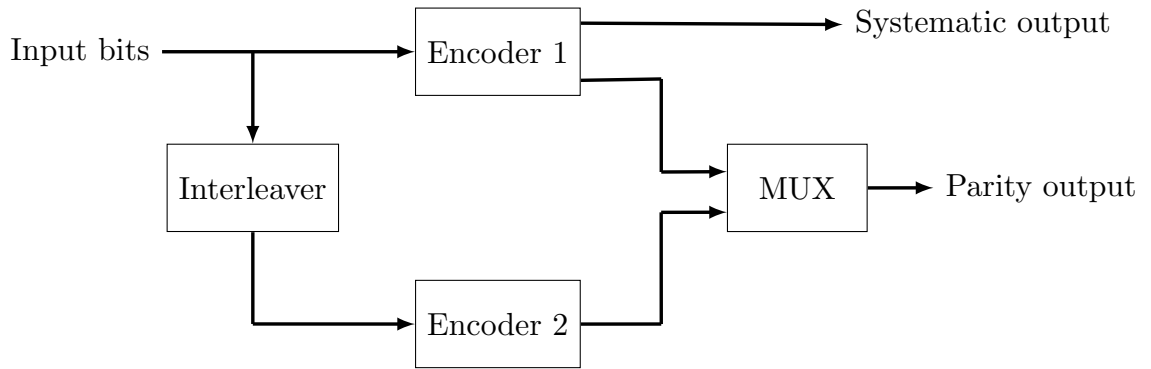 Input bits
Encoder 1
Systematic output
Interleaver
MUX
Parity output
Encoder 2